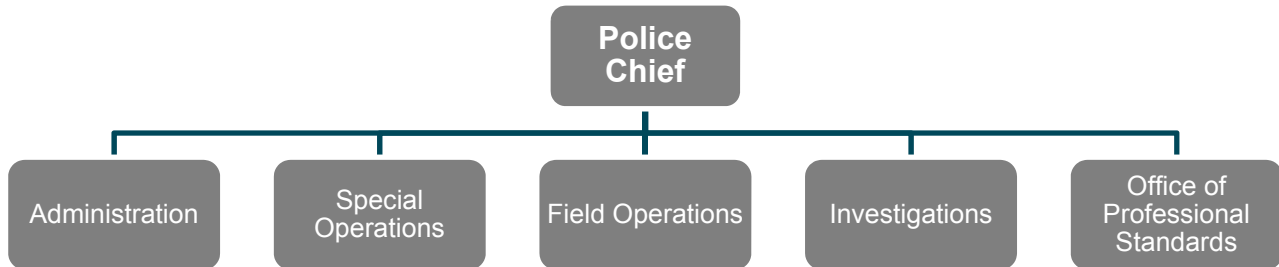 Police
Chief
Administration
Special
Operations
Field Operations
Investigations
Office of
Professional
Standards